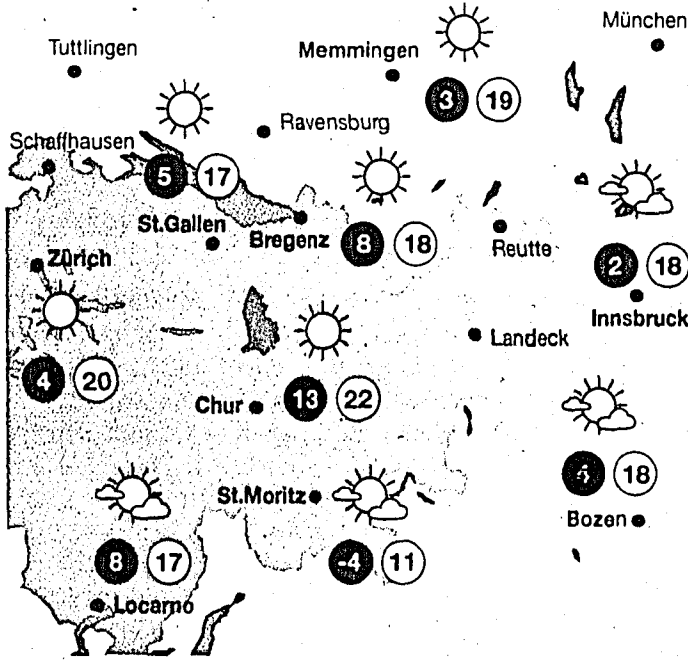 München
Tuttlingen
Memmingen
3 19
Ravensburg
Schaffhausen
5 17
St.Gallen
Bregenz
8 18
Reutte
Zürich
2 18
Innsbruck
Landeck
4 20
Chur
13 22
St.Moritz
18
Bozen
8 17
-4 11
Locarno